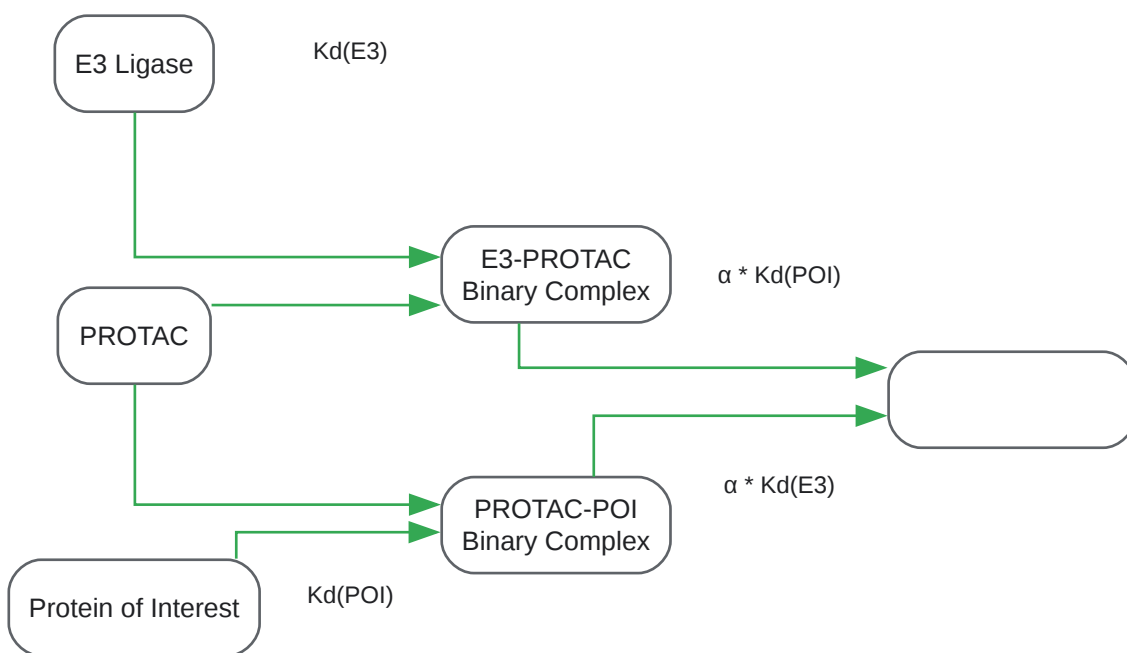 E3 Ligase
Kd(E3)
E3-PROTAC
Binary Complex
α * Kd(POI)
PROTAC
PROTAC-POI
Binary Complex
α * Kd(E3)
Protein of Interest
Kd(POI)